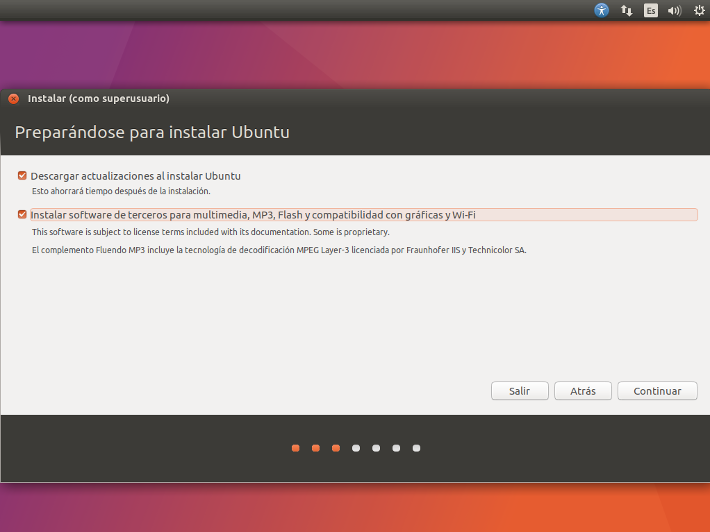 Es
Instalar (como superusuario)
Preparándose para instalar Ubuntu
Descargar actualizaciones al instalar Ubuntu
Esto ahorrará tiempo después de la instalación.
Instalar software de terceros para multimedia, MP3, Flash y compatibilidad con gráficas y Wi-Fi
This software is subject to license terms included with its documentation. Some is proprietary.
El complemento Fluendo MP3 incluye la tecnología de decodificación MPEG Layer-3 licenciada por Fraunhofer IIS y Technicolor SA.
Salir Atrás Continuar